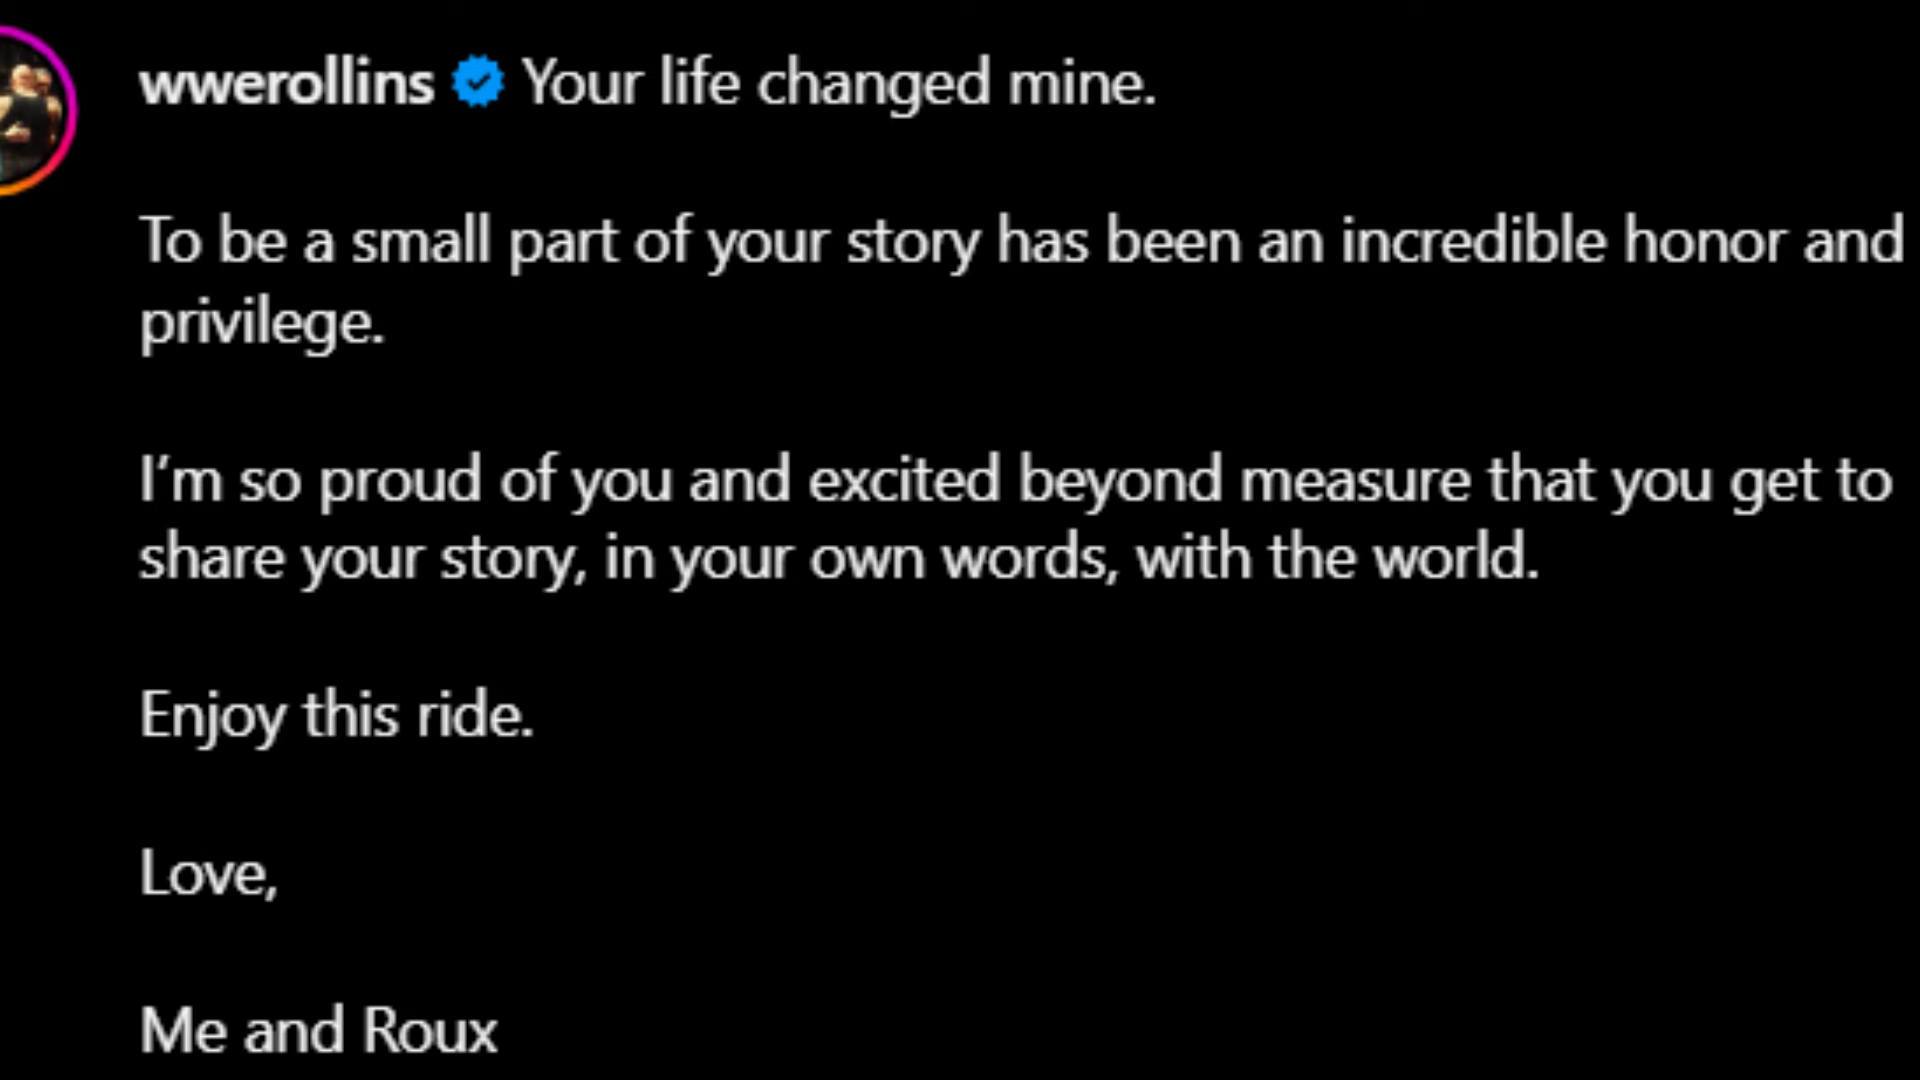 wwerollins Your life changed mine.
To be a small part of your story has been an incredible honor and
privilege.
I’m so proud of you and excited beyond measure that you get to
share your story, in your own words, with the world.
Enjoy this ride.
Love,
Me and Roux